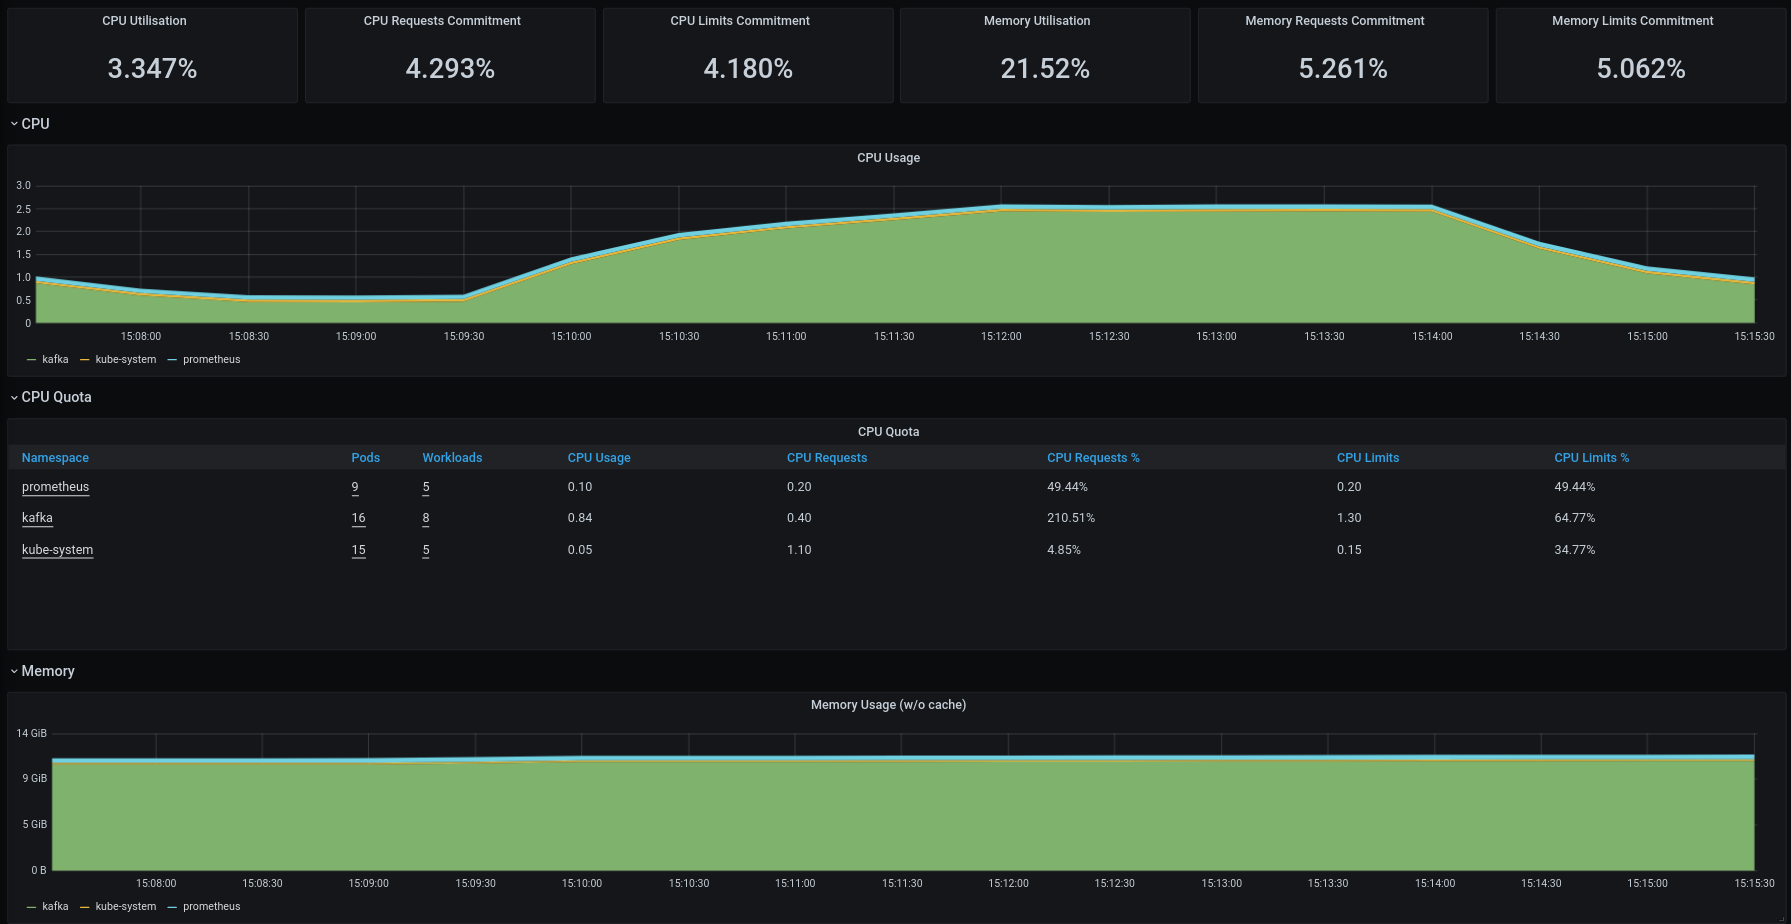 CPU Utilisation CPU Requests Commitment CPU Limits Commitment Memory Utilisation Memory Requests Commitment Memory Limits Commitment
3.347% 4.293% 4.180% 21.52% 5.261% 5.062%
CPU
CPU Usage
3.0
2.5
2.0
1.5
1.0
0.5
0
15:08:00 15:08:30 15:09:00 15:09:30 15:10:00 15:10:30 15:11:00 15:11:30 15:12:00 15:12:30 15:13:00 15:13:30 15:14:00 15:14:30 15:15:00 15:15:30
kafka kube-system prometheus
CPU Quota
CPU Quota
Namespace Pods Workloads CPU Usage CPU Requests CPU Requests % CPU Limits CPU Limits %
prometheus 9 5 0.10 0.20 49.44% 0.20 49.44%
kafka 16 8 0.84 0.40 210.51% 1.30 64.77%
kube-system 15 5 0.05 1.10 4.85% 0.15 34.77%
Memory
Memory Usage (w/o cache)
14 GiB
9 GiB
5 GiB
0 B
15:08:00 15:08:30 15:09:00 15:09:30 15:10:00 15:10:30 15:11:00 15:11:30 15:12:00 15:12:30 15:13:00 15:13:30 15:14:00 15:14:30 15:15:00 15:15:30
kafka kube-system prometheus